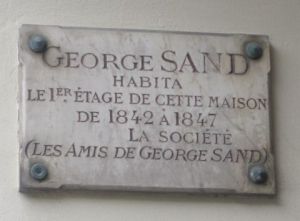 GEORGE SAND
HABITA
LE 1ER ÉTAGE DE CETTE MAISON
DE 1842 À 1847
LA SOCIÉTÉ
(LES AMIS DE GEORGE SAND)